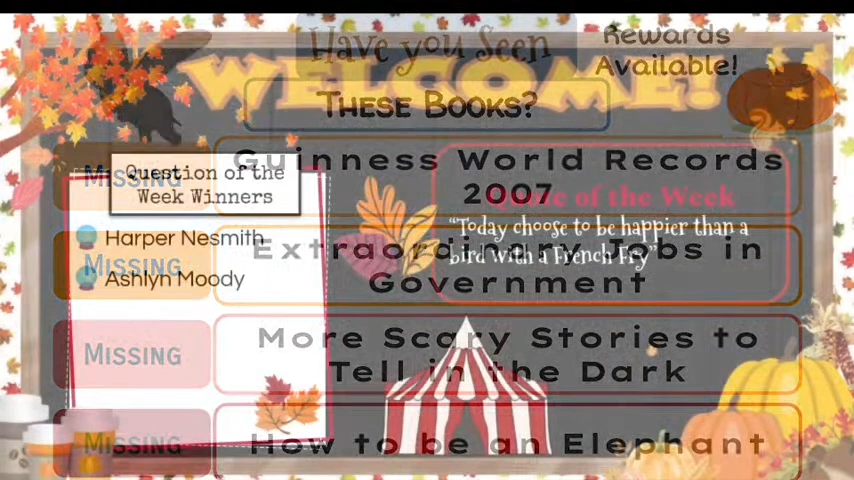 Have you Seen
Rewards
Available!
WELCOME!
THESE BOOKS?
MISSING
Guinness World Records
2007
Question of the
Week Winners
Harper Nesmith
Ashlyn Moody
Quote of the Week
"Today choose to be happier than a
bird with a French Fry"
MISSING
Extraordinary Jobs in
Government
MISSING
More Scary Stories to
Tell in the Dark
MISSING
How to be an Elephant